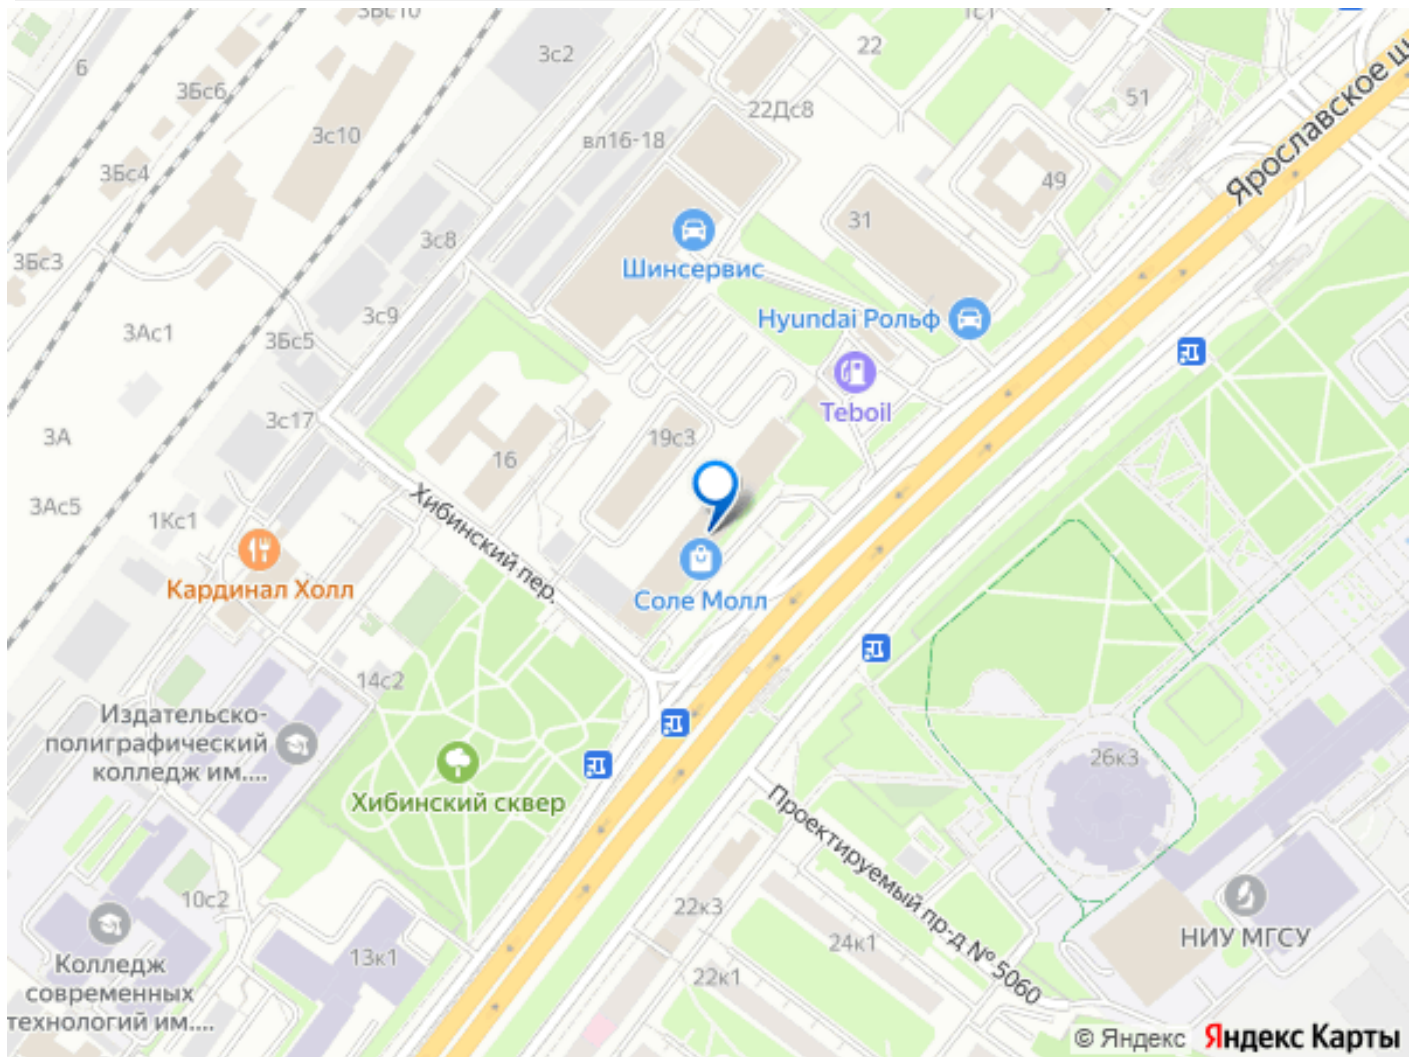 3Бс10
1с1
6
3с2
22
3Бс6
22Дс8
51
Ярославское ш
3с10
вл16-18
3Бс4
49
31
3с8
3Бс3
Шинсервис
3с9
Hyundai Рольф
3Ас1
3Бс5
Teboil
3с17
3А
19с3
16
3Ас5
1Кс1
Хибинский пер.
Кардинал Холл
Соле Молл
14с2
Издательско-
полиграфический
колледж им....
26к3
Хибинский сквер
Проектируемый пр-д № 5060
10с2
22к3
24к1
НИУ МГСУ
13к1
Колледж
современных
технологий им....
22к1
© Яндекс Яндекс Карты